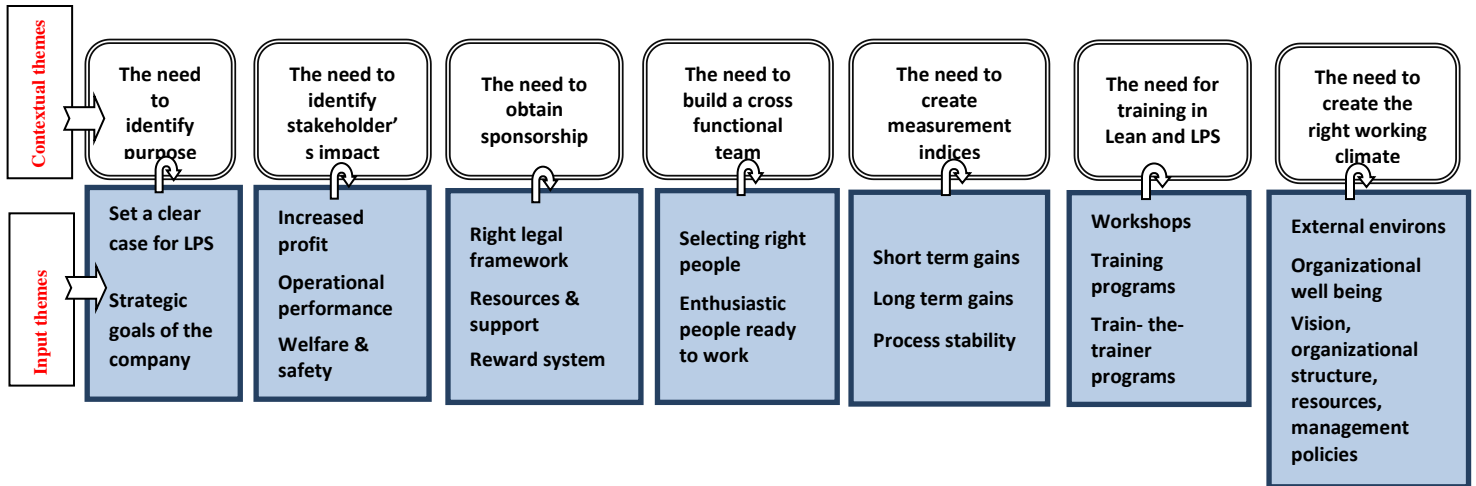 Contextual themes
The need
to
identify
purpose
The need to
identify
stakeholder’
s impact
The need to
obtain
sponsorship
The need to
build a cross
functional
team
The need to
create
measurement
indices
The need for
training in
Lean and LPS
The need to
create the
right working
climate
Input themes
Set a clear
case for LPS
Strategic
goals of the
company
Increased
profit
Operational
performance
Welfare &
safety
Right legal
framework
Resources &
support
Reward system
Selecting right
people
Enthusiastic
people ready
to work
Short term gains
Long term gains
Process stability
Workshops
Training
programs
Train- the-
trainer
programs
External environs
Organizational
well being
Vision,
organizational
structure,
resources,
management
policies